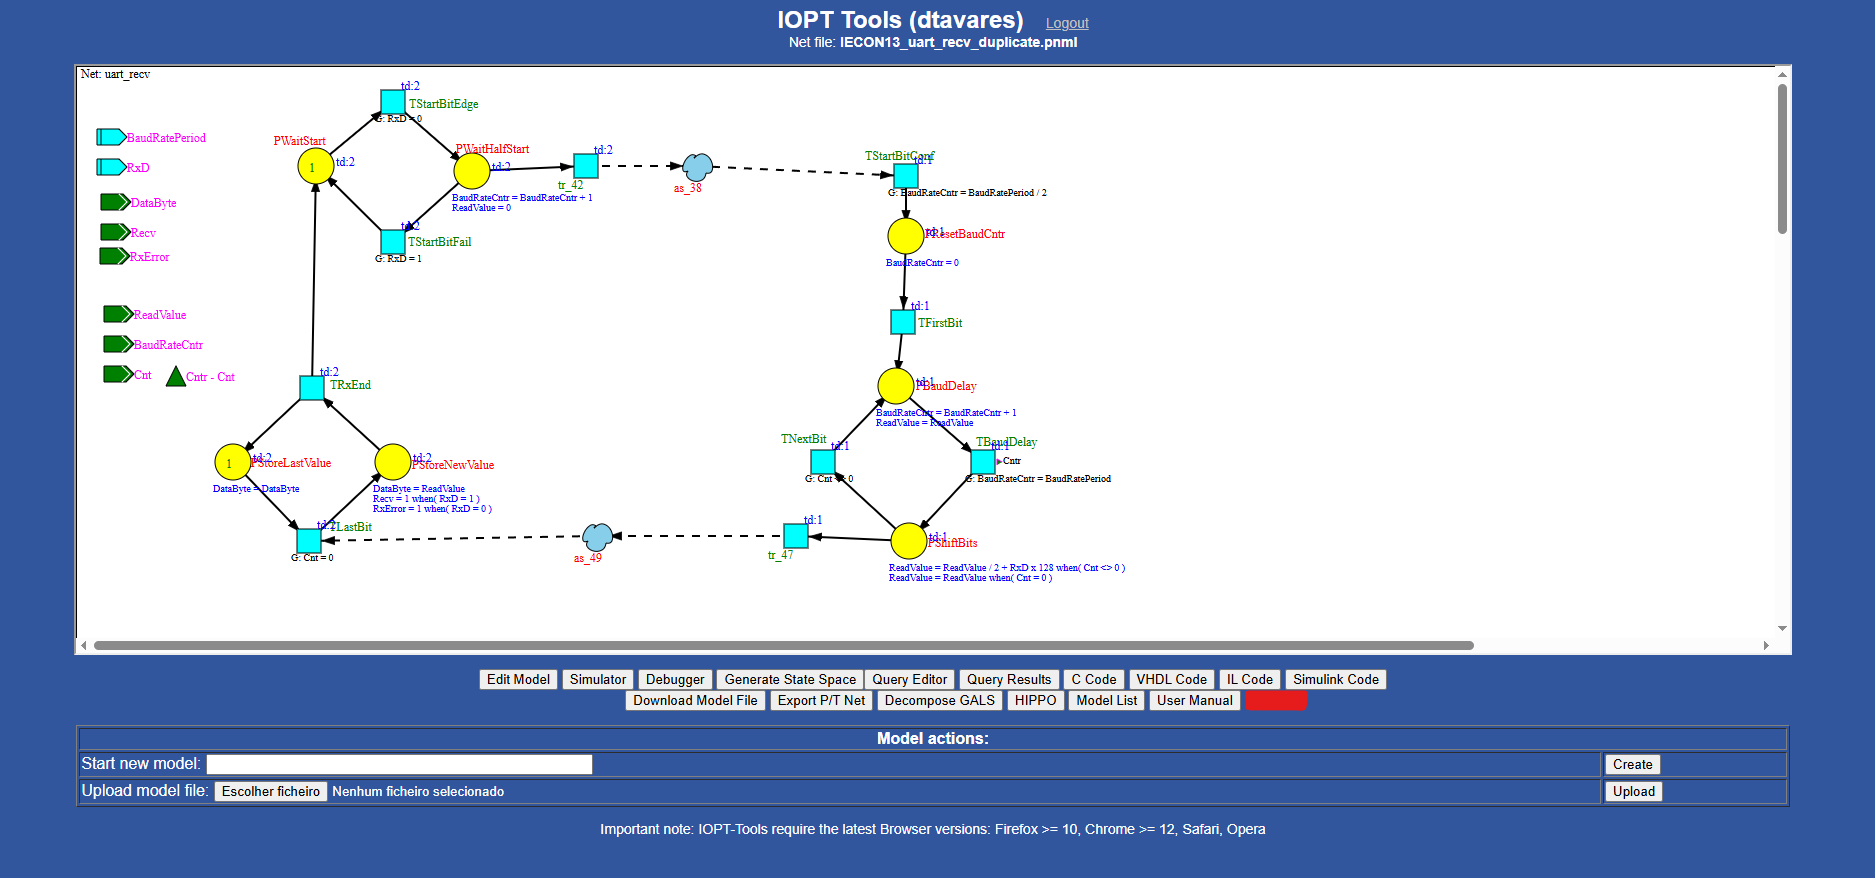 IOPT Tools (dtavares) Logout
Net file: IECON13_uart_recv_duplicate.pnml
Net: uart_recv
td:2
TStartBitEdge
G: RxD = 0
BaudRatePeriod
PWaitStart
1
td:2
PWaitHalfStart
td:2
td:2
tr_42
as_38
TStartBitConf
td:1
G: BaudRateCntr = BaudRatePeriod / 2
RxD
BaudRateCntr = BaudRateCntr + 1
ReadValue = 0
DataByte
Recv
td:2
TStartBitFail
G: RxD = 1
td:1
PResetBaudCntr
BaudRateCntr = 0
RxError
ReadValue
td:1
TFirstBit
BaudRateCntr
Cnt
Cntr - Cnt
td:2
TRxEnd
td:1
PBaudDelay
BaudRateCntr = BaudRateCntr + 1
ReadValue = ReadValue
TNextBit
td:1
G: Cnt <> 0
TBaudDelay
td:1
Cntr
G: BaudRateCntr = BaudRatePeriod
1
td:2
PStoreLastValue
DataByte = DataByte
td:2
PStoreNewValue
DataByte = ReadValue
Recv = 1 when( RxD = 1 )
RxError = 1 when( RxD = 0 )
td:2
TLastBit
G: Cnt = 0
as_49
td:1
tr_47
td:1
PShiftBits
ReadValue = ReadValue / 2 + RxD x 128 when( Cnt <> 0 )
ReadValue = ReadValue when( Cnt = 0 )
Edit Model Simulator Debugger Generate State Space Query Editor Query Results C Code VHDL Code IL Code Simulink Code
Download Model File Export P/T Net Decompose GALS HIPPO Model List User Manual
Model actions:
Start new model: Create
Upload model file: Escolher ficheiro Nenhum ficheiro selecionado Upload
Important note: IOPT-Tools require the latest Browser versions: Firefox >= 10, Chrome >= 12, Safari, Opera